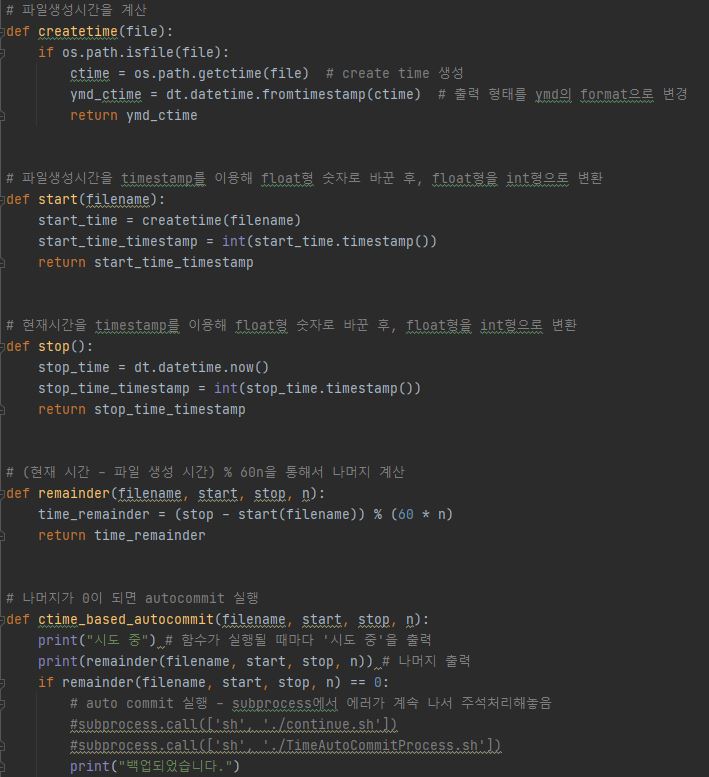 # 파일생성시간을 계산
def createtime(file):
    if os.path.isfile(file):
        ctime = os.path.getctime(file)  # create time 생성
        ymd_ctime = dt.datetime.fromtimestamp(ctime)  # 출력 형태를 ymd의 format으로 변경
        return ymd_ctime
# 파일생성시간을 timestamp를 이용해 float형 숫자로 바꾼 후, float형을 int형으로 변환
def start(filename):
    start_time = createtime(filename)
    start_time_timestamp = int(start_time.timestamp())
    return start_time_timestamp
# 현재시간을 timestamp를 이용해 float형 숫자로 바꾼 후, float형을 int형으로 변환
def stop():
    stop_time = dt.datetime.now()
    stop_time_timestamp = int(stop_time.timestamp())
    return stop_time_timestamp
# (현재 시간 - 파일 생성 시간) % 60n을 통해서 나머지 계산
def remainder(filename, start, stop, n):
    time_remainder = (stop - start(filename)) % (60 * n)
    return time_remainder
# 나머지가 0이 되면 autocommit 실행
def ctime_based_autocommit(filename, start, stop, n):
    print("시도 중") # 함수가 실행될 때마다 '시도 중'을 출력
    print(remainder(filename, start, stop, n)) # 나머지 출력
    if remainder(filename, start, stop, n) == 0:
        # auto commit 실행 - subprocess에서 에러가 계속 나서 주석처리해놓음
        #subprocess.call(['sh', './continue.sh'])
        #subprocess.call(['sh', './TimeAutoCommitProcess.sh'])
        print("백업되었습니다.")